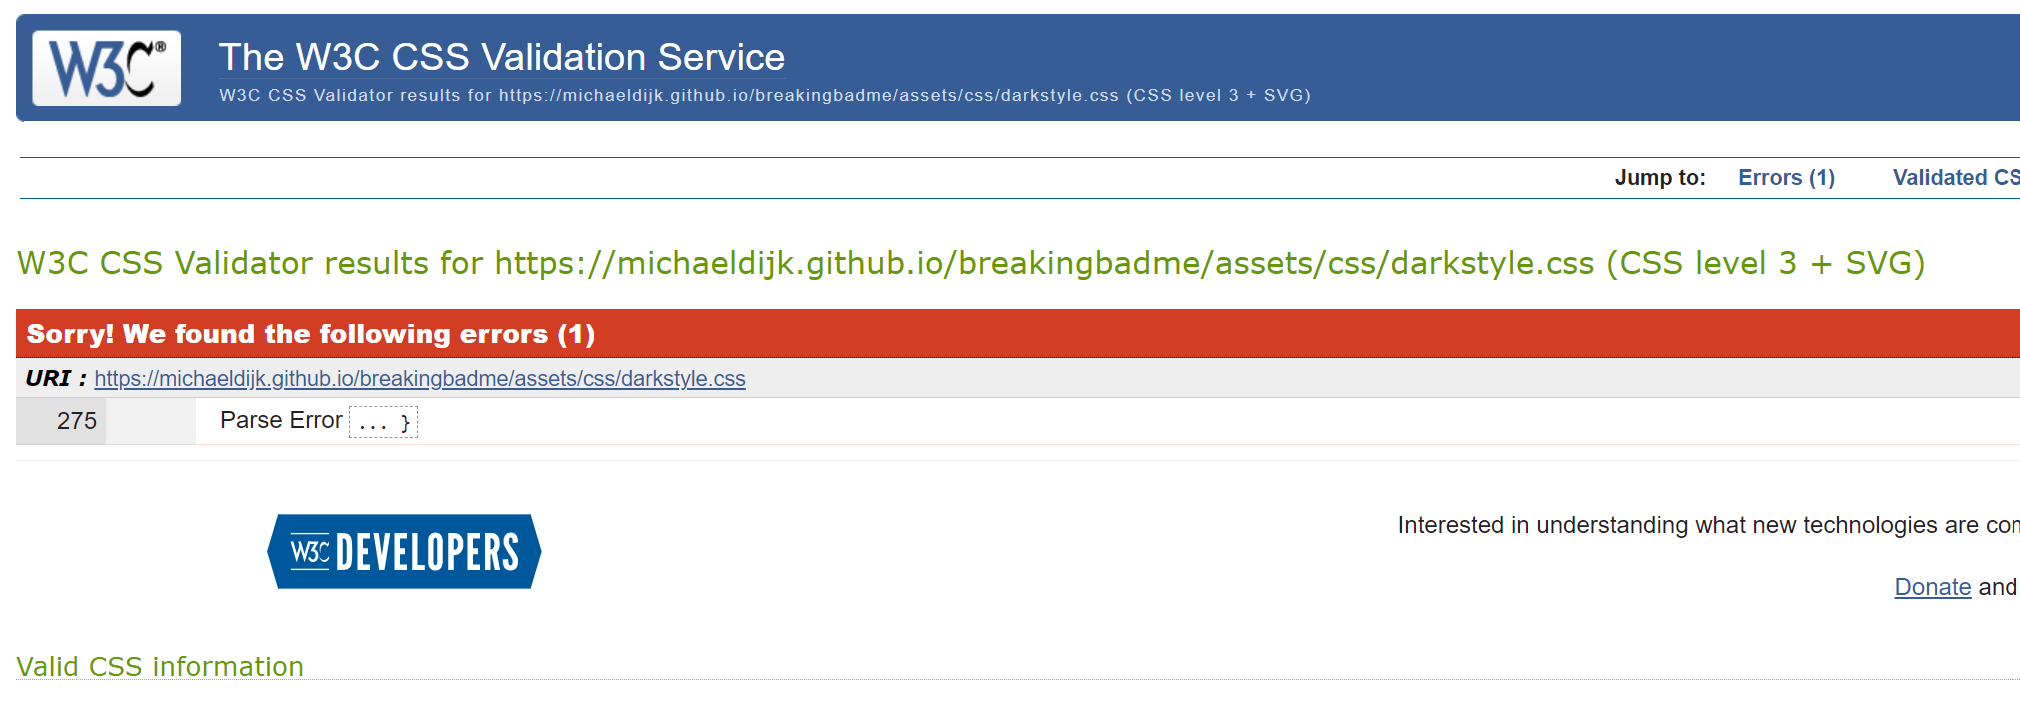 W3C®
The W3C CSS Validation Service
W3C CSS Validator results for https://michaeldijk.github.io/breakingbadme/assets/css/darkstyle.css (CSS level 3 + SVG)
Jump to: Errors (1) Validated CS
W3C CSS Validator results for https://michaeldijk.github.io/breakingbadme/assets/css/darkstyle.css (CSS level 3 + SVG)
Sorry! We found the following errors (1)
URI : https://michaeldijk.github.io/breakingbadme/assets/css/darkstyle.css
275 Parse Error ... }
W3C DEVELOPERS
Interested in understanding what new technologies are con
Donate and
Valid CSS information